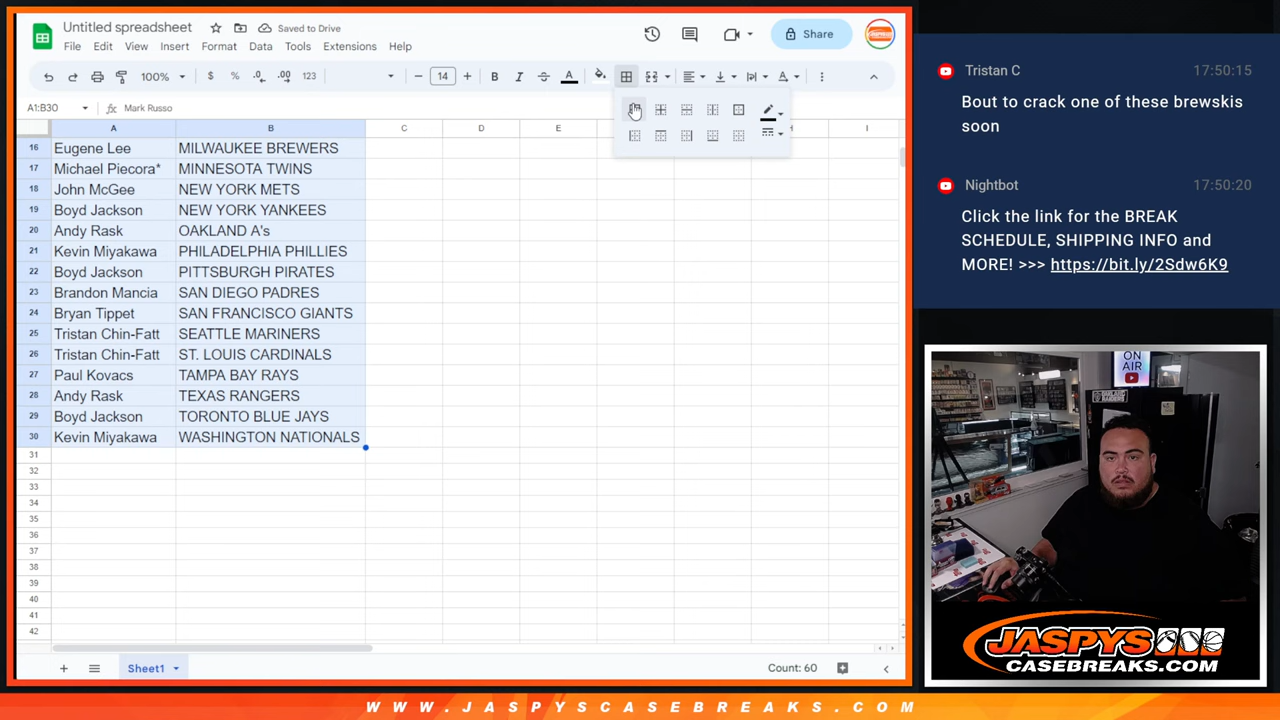 Untitled spreadsheet
Saved to Drive
File Edit View Insert Format Data Tools Extensions Help
Share
100% $ % .0 .00 123 14 B I A
A1:B30 fx Mark Russo
A B C D E H I
16 Eugene Lee MILWAUKEE BREWERS
17 Michael Piecora* MINNESOTA TWINS
18 John McGee NEW YORK METS
19 Boyd Jackson NEW YORK YANKEES
20 Andy Rask OAKLAND A's
21 Kevin Miyakawa PHILADELPHIA PHILLIES
22 Boyd Jackson PITTSBURGH PIRATES
23 Brandon Mancia SAN DIEGO PADRES
24 Bryan Tippet SAN FRANCISCO GIANTS
25 Tristan Chin-Fatt SEATTLE MARINERS
26 Tristan Chin-Fatt ST. LOUIS CARDINALS
27 Paul Kovacs TAMPA BAY RAYS
28 Andy Rask TEXAS RANGERS
29 Boyd Jackson TORONTO BLUE JAYS
30 Kevin Miyakawa WASHINGTON NATIONALS
31
32
33
34
35
36
37
38
39
40
41
42
Sheet1
Count: 60
Tristan C 17:50:15
Bout to crack one of these brewskis
soon
Nightbot 17:50:20
Click the link for the BREAK
SCHEDULE, SHIPPING INFO and
MORE! >>> https://bit.ly/2Sdw6K9
ON
AIR
JASPYS
CASEBREAKS.COM
WWW.JASPYSCASEBREAKS.COM